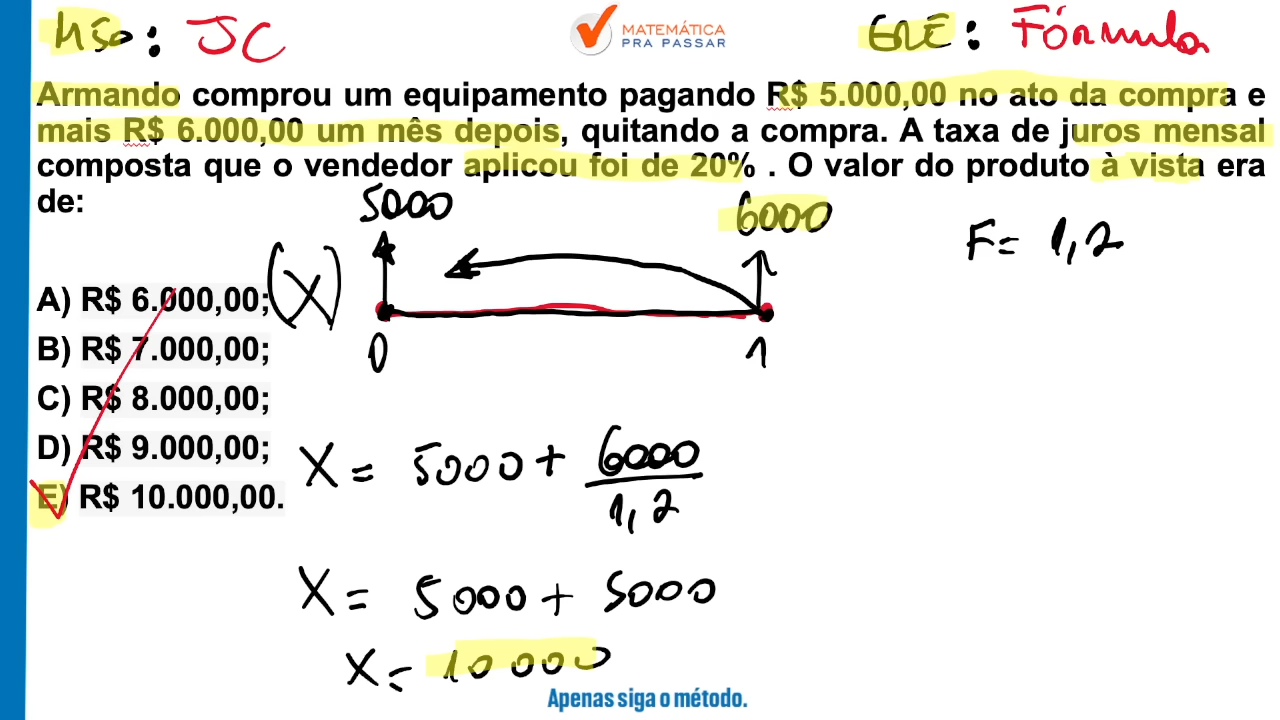 MSO: JC
MATEMÁTICA
PRA PASSAR
GRE: Fórmula
Armando comprou um equipamento pagando R$ 5.000,00 no ato da compra e
mais R$ 6.000,00 um mês depois, quitando a compra. A taxa de juros mensal
composta que o vendedor aplicou foi de 20% . O valor do produto à vista era
de:
5000
6000
F= 1,2
(X)
0
1
A) R$ 6.000,00;
B) R$ 7.000,00;
C) R$ 8.000,00;
D) R$ 9.000,00;
E) R$ 10.000,00.
X = 5000 + 6000
1,2
X = 5000 + 5000
X = 10000
Apenas siga o método.